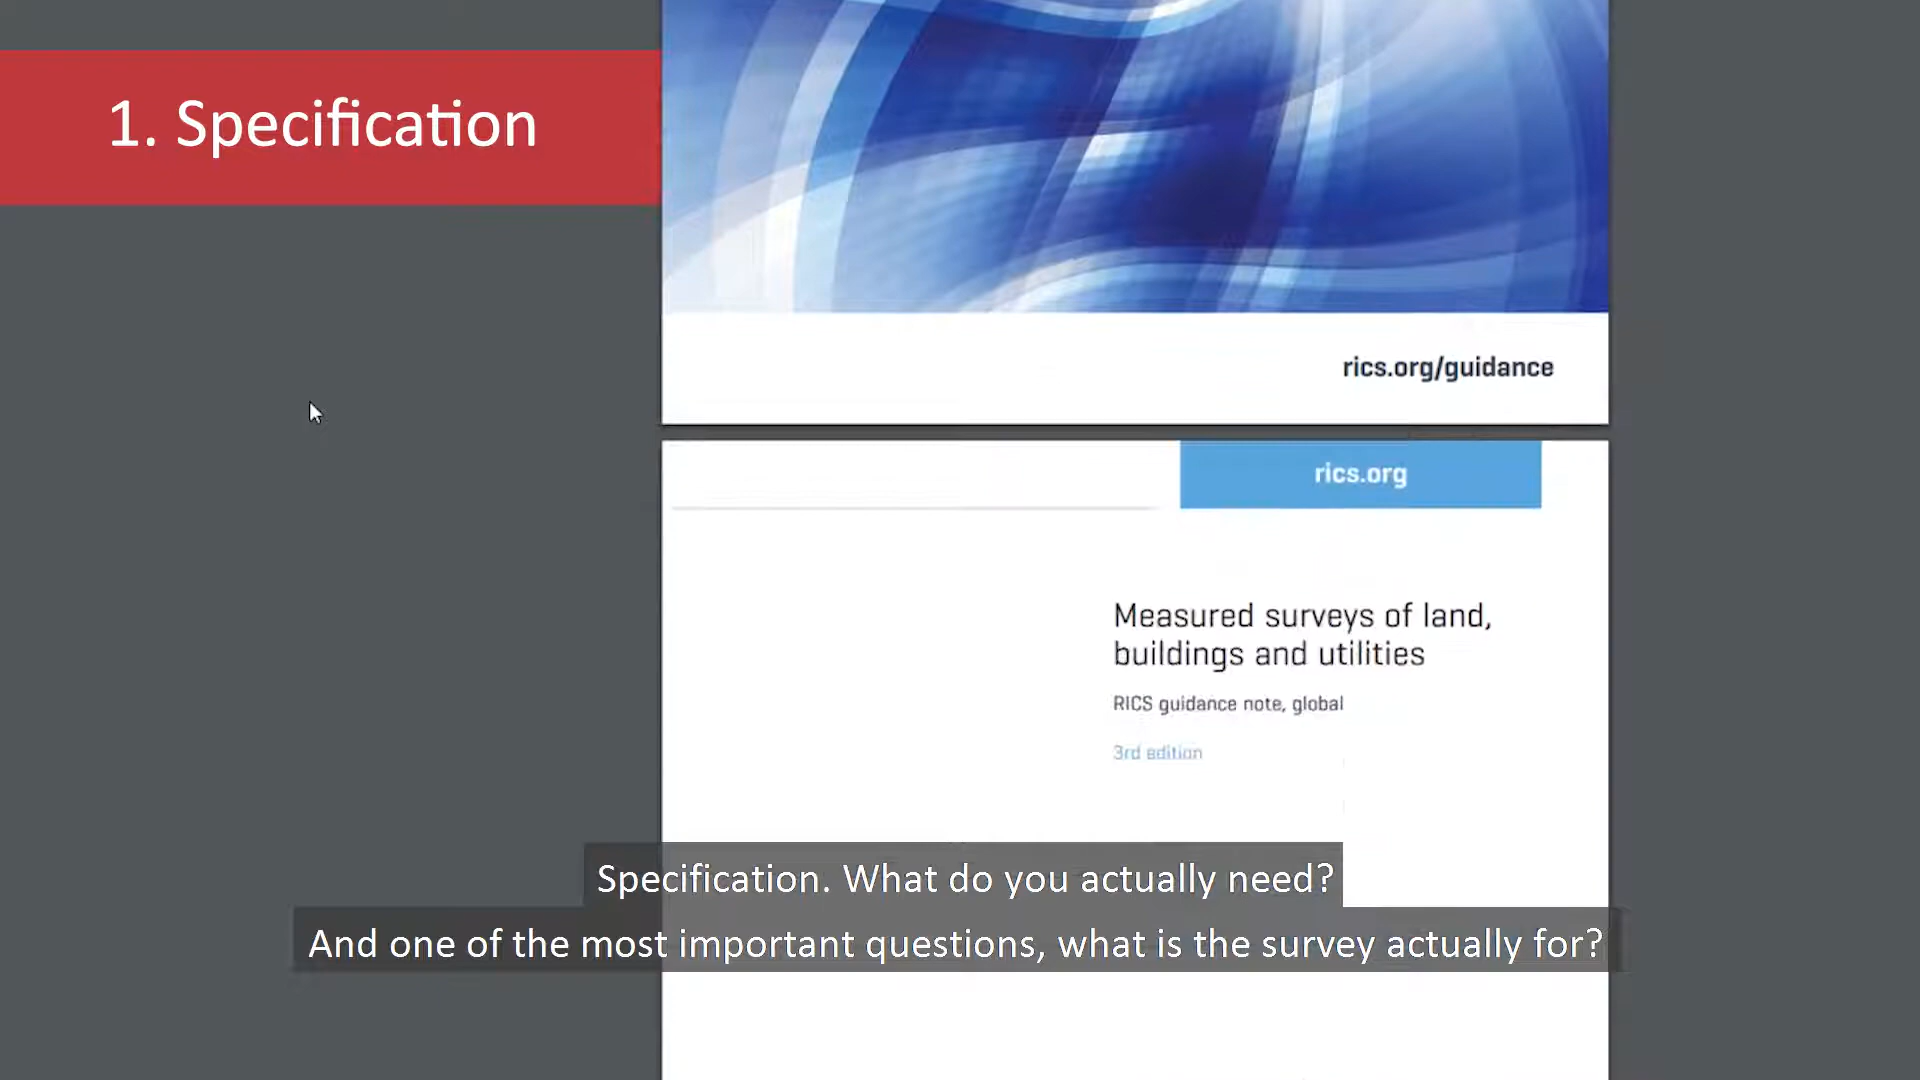 1. Specification
rics.org/guidance
rics.org
Measured surveys of land,
buildings and utilities
RICS guidance note, global
3rd edition
Specification. What do you actually need?
And one of the most important questions, what is the survey actually for?